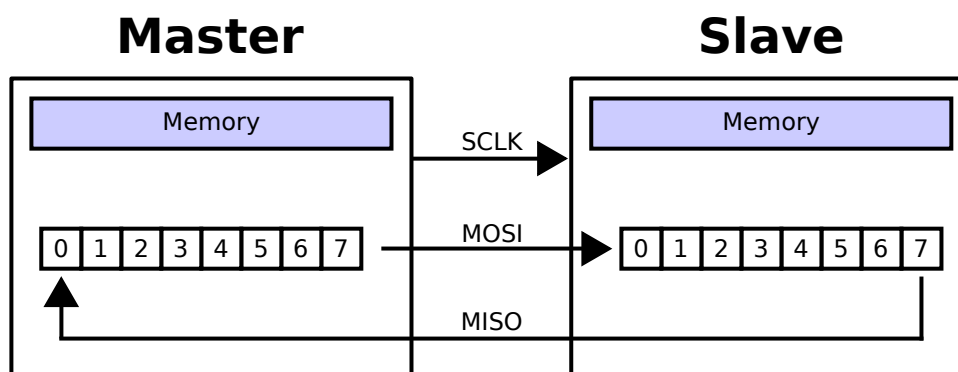 Master Slave
Memory Memory
SCLK
MOSI
0 1 2 3 4 5 6 7 0 1 2 3 4 5 6 7
MISO